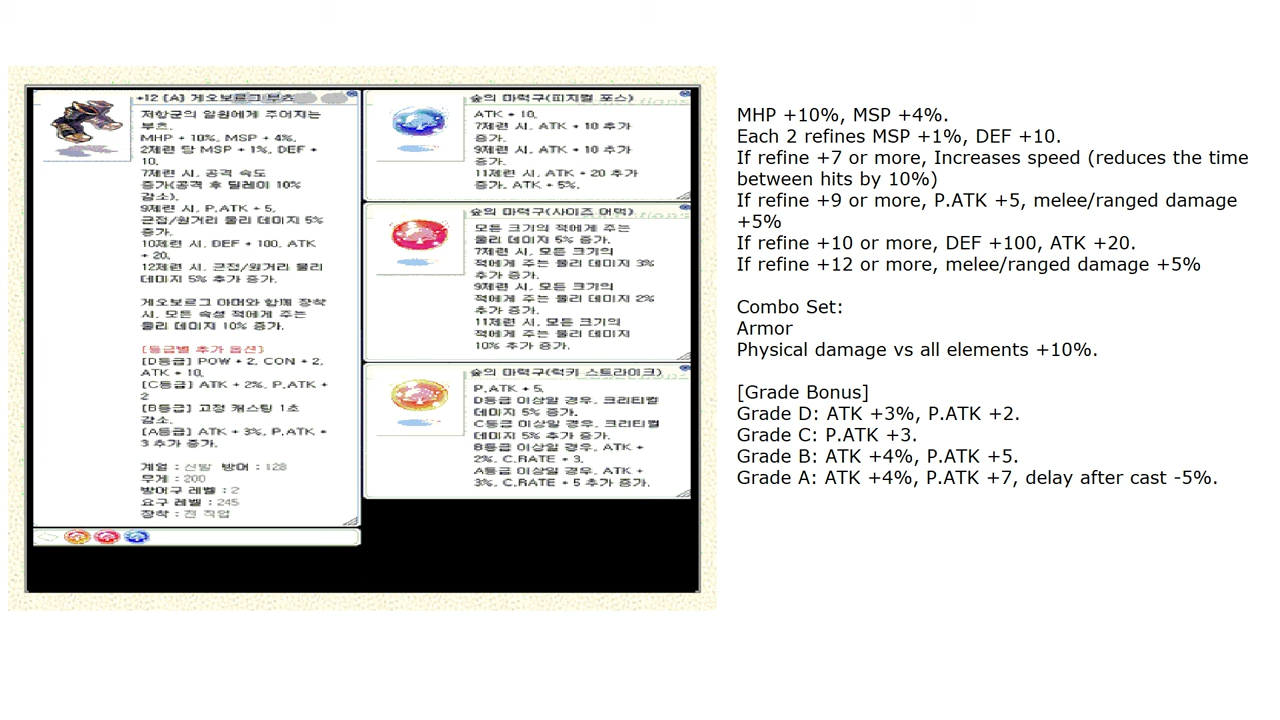 +12 [A] 게오보르그 부츠
저항군의 일원에게 주어지는
부츠.
MHP + 10%, MSP + 4%.
2제련 당 MSP + 1%, DEF +
10.
7제련 시, 공격 속도
증가(공격 후 딜레이 10%
감소).
9제련 시, P.ATK + 5,
근접/원거리 물리 데미지 5%
증가.
10제련 시, DEF + 100, ATK
+ 20.
12제련 시, 근접/원거리 물리
데미지 5% 추가 증가.
게오보르그 아머와 함께 장착
시, 모든 속성 적에게 주는
물리 데미지 10% 증가.
[등급별 추가 옵션]
[D등급] POW + 2, CON + 2,
ATK + 10.
[C등급] ATK + 2%, P.ATK +
2
[B등급] 고정 캐스팅 1초
감소.
[A등급] ATK + 3%, P.ATK +
3 추가 증가.
계열 : 신발 방어 : 128
무게 : 200
방어구 레벨 : 2
요구 레벨 : 245
장착 : 전 직업
숲의 마력구(피지컬 포스)
ATK + 10.
7제련 시, ATK + 10 추가
증가.
9제련 시, ATK + 10 추가
증가.
11제련 시, ATK + 20 추가
증가, ATK + 5%.
숲의 마력구(사이즈 어택)
모든 크기의 적에게 주는
물리 데미지 5% 증가.
7제련 시, 모든 크기의
적에게 주는 물리 데미지 3%
추가 증가.
9제련 시, 모든 크기의
적에게 주는 물리 데미지 2%
추가 증가.
11제련 시, 모든 크기의
적에게 주는 물리 데미지
10% 추가 증가.
숲의 마력구(럭키 스트라이크)
P.ATK + 5.
D등급 이상일 경우, 크리티컬
데미지 5% 증가.
C등급 이상일 경우, 크리티컬
데미지 5% 추가 증가.
B등급 이상일 경우, ATK +
2%, C.RATE + 3.
A등급 이상일 경우, ATK +
3%, C.RATE + 5 추가 증가.
MHP +10%, MSP +4%.
Each 2 refines MSP +1%, DEF +10.
If refine +7 or more, Increases speed (reduces the time
between hits by 10%)
If refine +9 or more, P.ATK +5, melee/ranged damage
+5%
If refine +10 or more, DEF +100, ATK +20.
If refine +12 or more, melee/ranged damage +5%
Combo Set:
Armor
Physical damage vs all elements +10%.
[Grade Bonus]
Grade D: ATK +3%, P.ATK +2.
Grade C: P.ATK +3.
Grade B: ATK +4%, P.ATK +5.
Grade A: ATK +4%, P.ATK +7, delay after cast -5%.